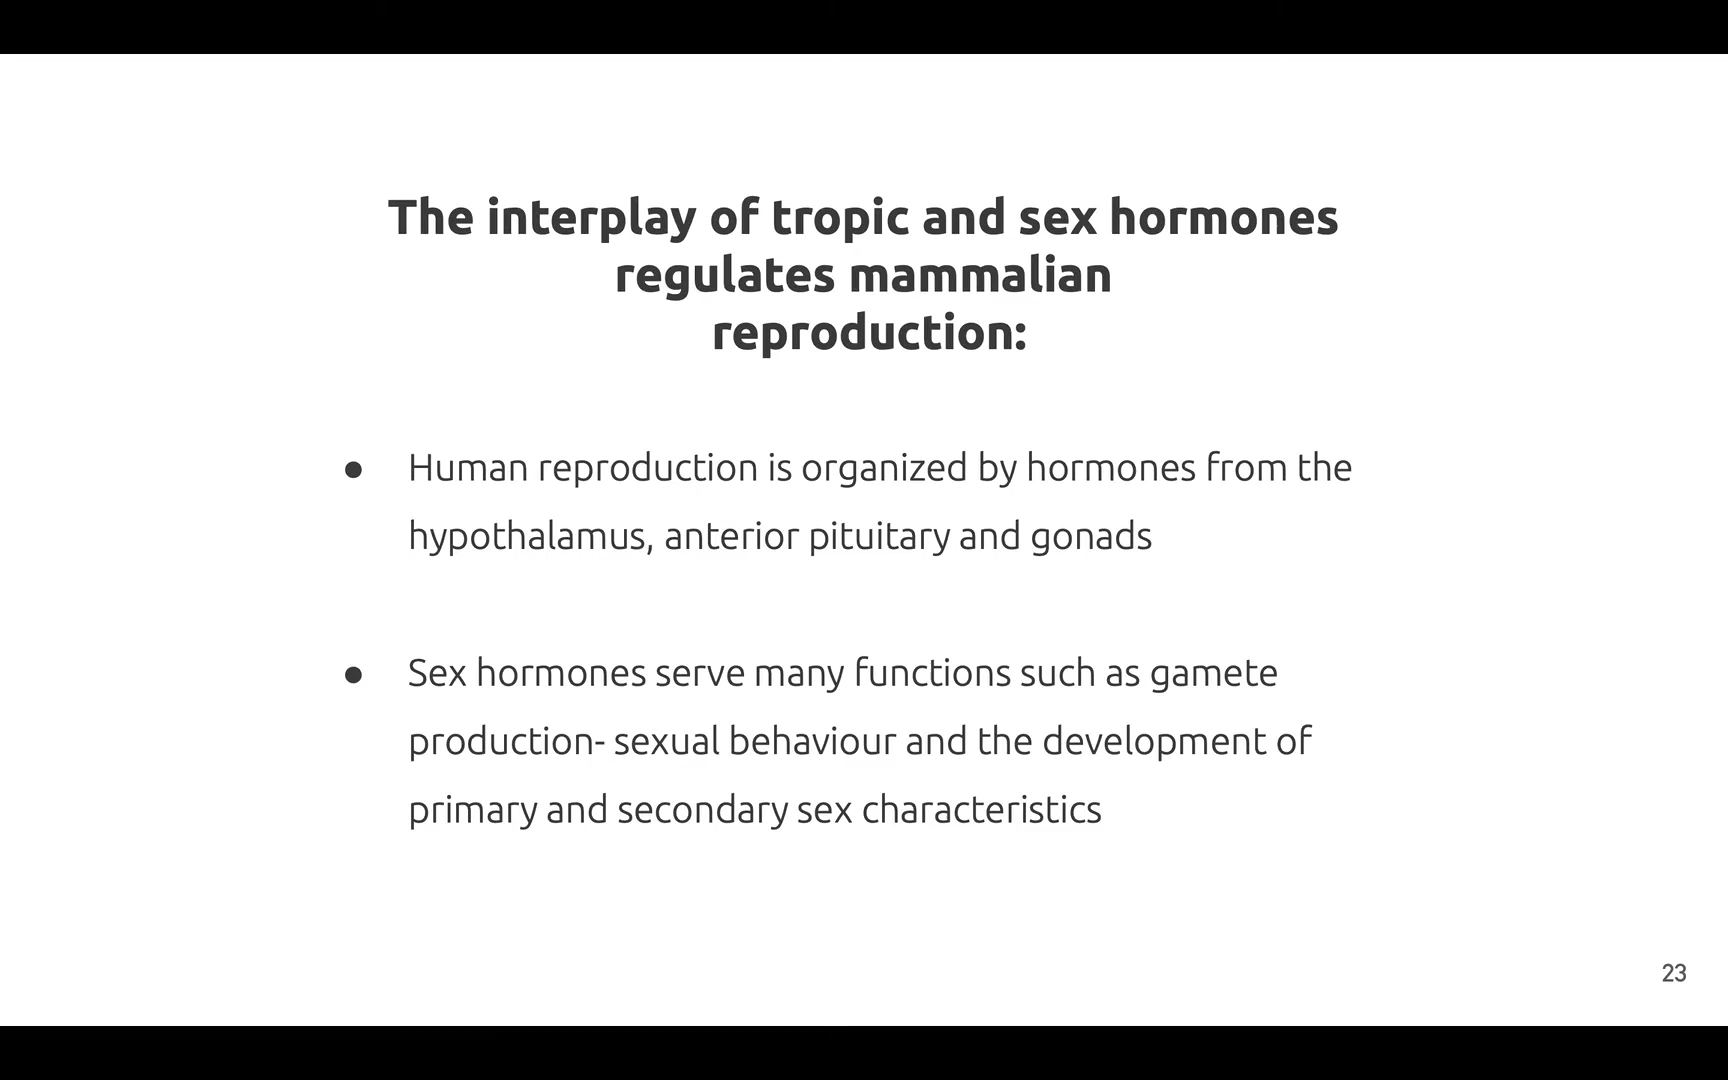 The interplay of tropic and sex hormones
regulates mammalian
reproduction:
● Human reproduction is organized by hormones from the
hypothalamus, anterior pituitary and gonads
● Sex hormones serve many functions such as gamete
production- sexual behaviour and the development of
primary and secondary sex characteristics
23